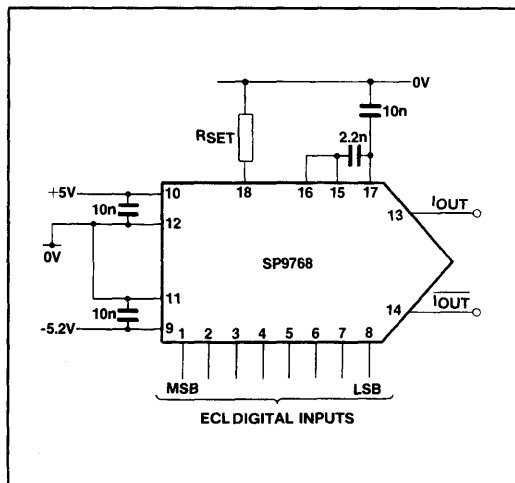 0V
10n
RSET
2.2n
18 16 15 17
+5V 10
10n
12
0V
IOUT
13
SP9768
11
10n
14 IOUT
-5.2V 9
1 2 3 4 5 6 7 8
MSB LSB
ECL DIGITAL INPUTS